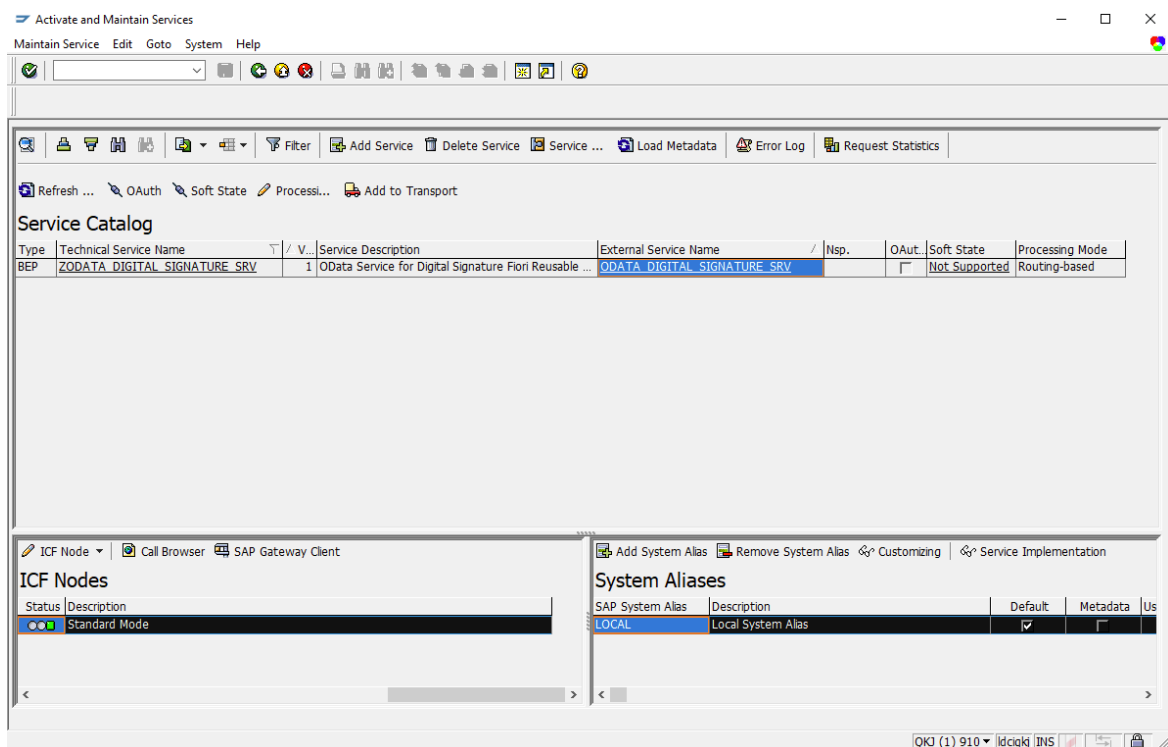 Activate and Maintain Services
Maintain Service Edit Goto System Help
Filter Add Service Delete Service Service ... Load Metadata Error Log Request Statistics
Refresh ... OAuth Soft State Processi... Add to Transport
Service Catalog
Type Technical Service Name V... Service Description External Service Name Nsp. OAut... Soft State Processing Mode
BEP ZODATA_DIGITAL_SIGNATURE_SRV 1 OData Service for Digital Signature Fiori Reusable ... ODATA_DIGITAL_SIGNATURE_SRV Not Supported Routing-based
ICF Node Call Browser SAP Gateway Client
Add System Alias Remove System Alias Customizing Service Implementation
ICF Nodes
System Aliases
Status Description
SAP System Alias Description Default Metadata Us
Standard Mode
LOCAL Local System Alias
QKJ (1) 910 ldciqkj INS